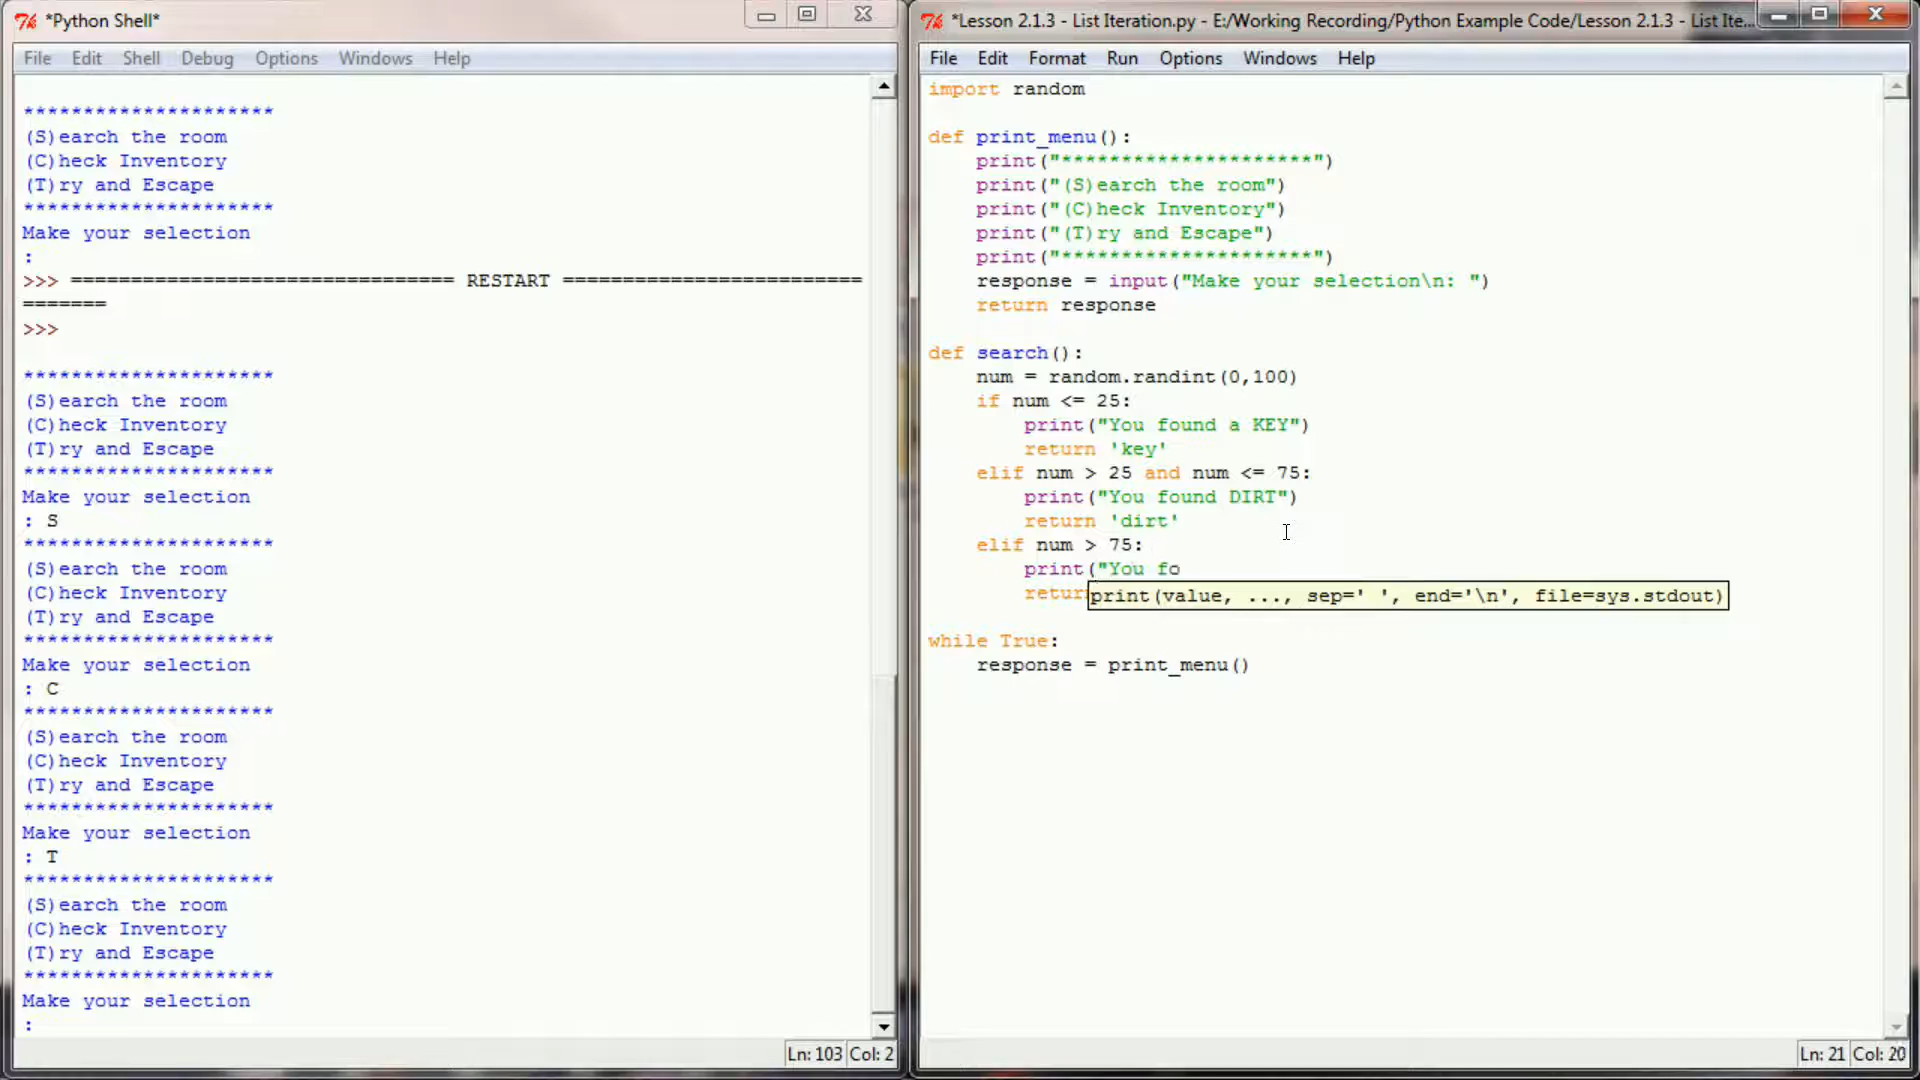 *Python Shell*
File Edit Shell Debug Options Windows Help
*********************
(S)earch the room
(C)heck Inventory
(T)ry and Escape
*********************
Make your selection
:
>>> ================================ RESTART =========================
=======
>>>
*********************
(S)earch the room
(C)heck Inventory
(T)ry and Escape
*********************
Make your selection
: S
*********************
(S)earch the room
(C)heck Inventory
(T)ry and Escape
*********************
Make your selection
: C
*********************
(S)earch the room
(C)heck Inventory
(T)ry and Escape
*********************
Make your selection
: T
*********************
(S)earch the room
(C)heck Inventory
(T)ry and Escape
*********************
Make your selection
:
Ln: 103 Col: 2
*Lesson 2.1.3 - List Iteration.py - E:/Working Recording/Python Example Code/Lesson 2.1.3 - List Ite...
File Edit Format Run Options Windows Help
import random
def print_menu():
    print("*********************")
    print("(S)earch the room")
    print("(C)heck Inventory")
    print("(T)ry and Escape")
    print("*********************")
    response = input("Make your selection\n: ")
    return response
def search():
    num = random.randint(0,100)
    if num <= 25:
        print("You found a KEY")
        return 'key'
    elif num > 25 and num <= 75:
        print("You found DIRT")
        return 'dirt'
    elif num > 75:
        print("You fo
        retur
print(value, ..., sep=' ', end='\n', file=sys.stdout)
while True:
    response = print_menu()
Ln: 21 Col: 20